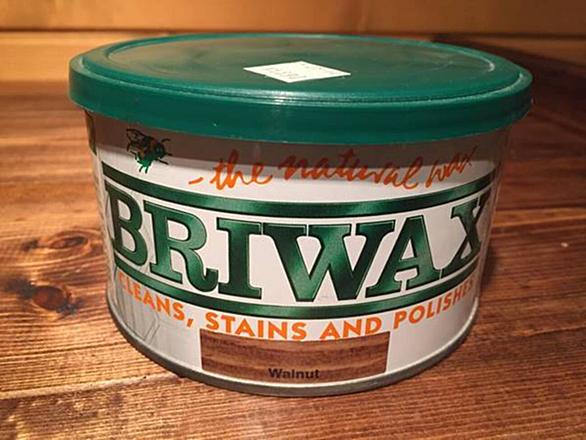 - the natural wax
BRIWAX
CLEANS, STAINS AND POLISHES
Walnut